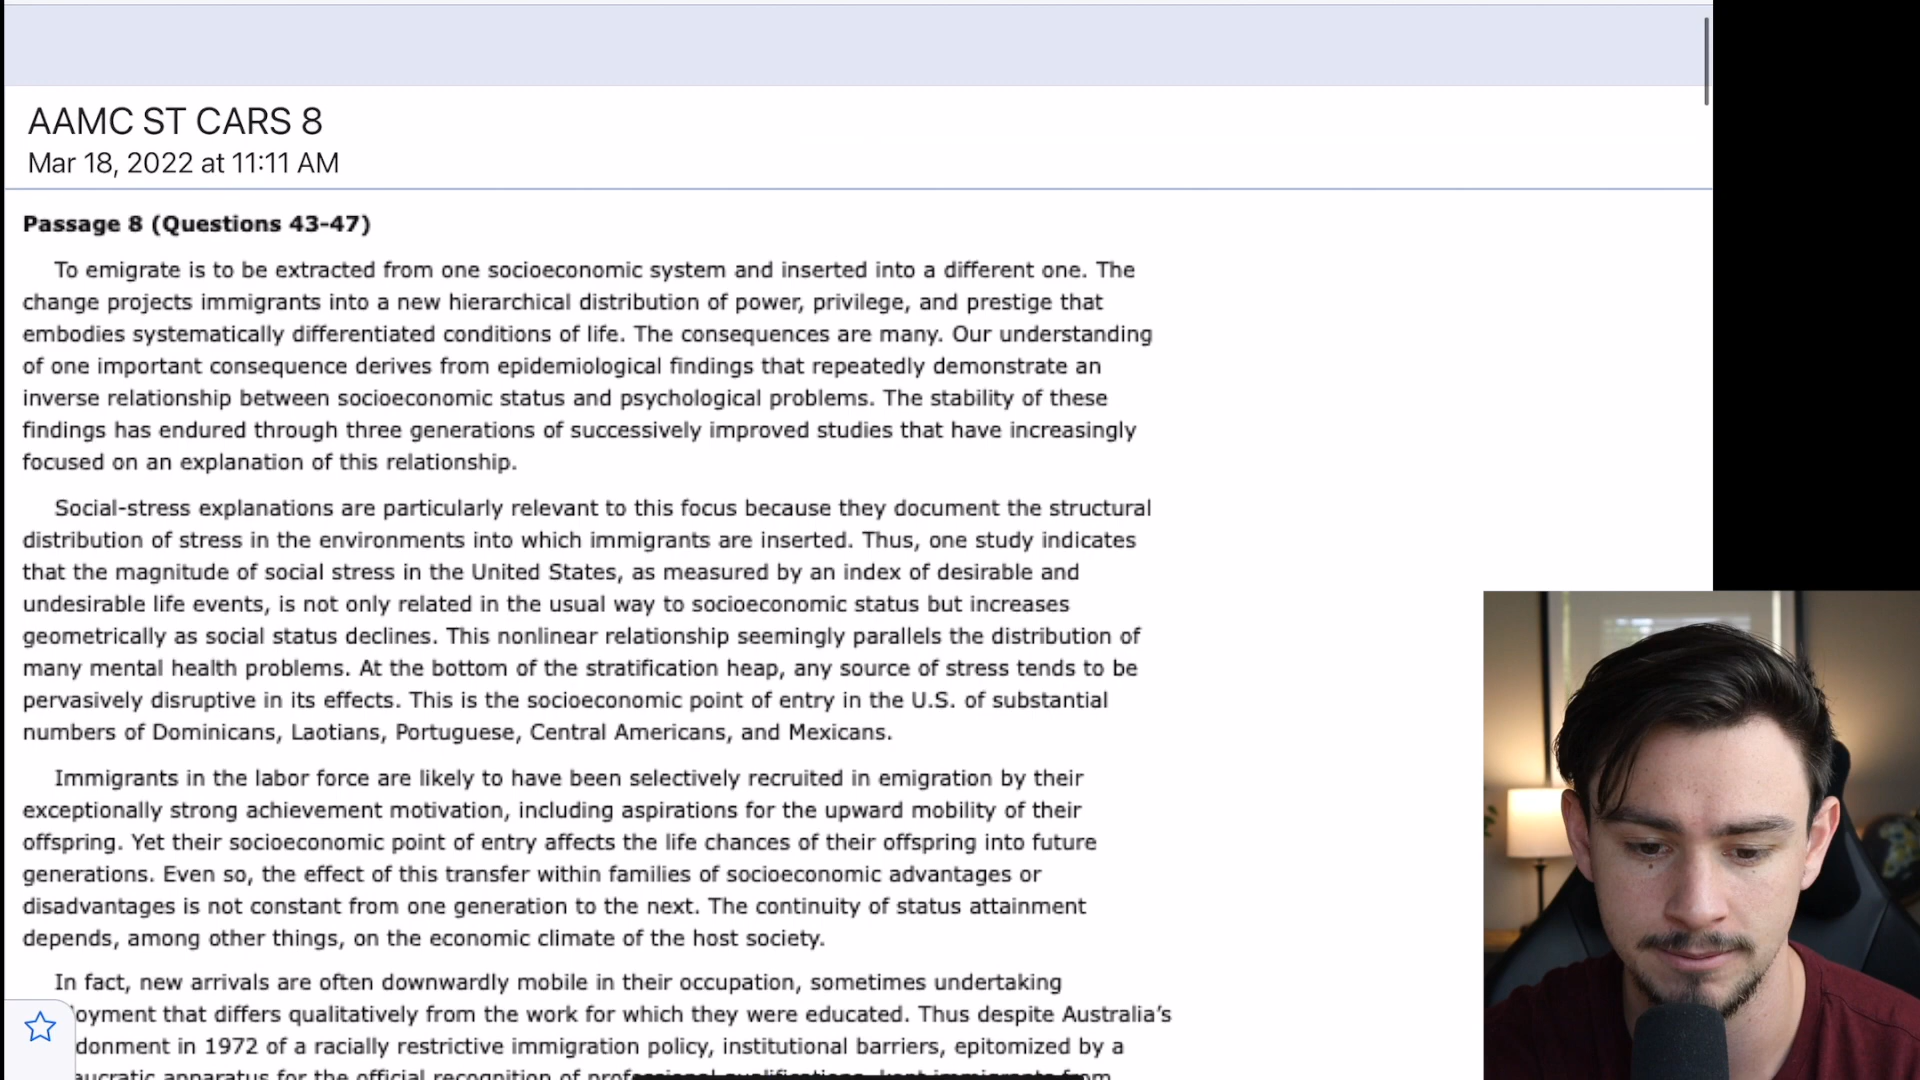 AAMC ST CARS 8
Mar 18, 2022 at 11:11 AM
Passage 8 (Questions 43-47)
To emigrate is to be extracted from one socioeconomic system and inserted into a different one. The
change projects immigrants into a new hierarchical distribution of power, privilege, and prestige that
embodies systematically differentiated conditions of life. The consequences are many. Our understanding
of one important consequence derives from epidemiological findings that repeatedly demonstrate an
inverse relationship between socioeconomic status and psychological problems. The stability of these
findings has endured through three generations of successively improved studies that have increasingly
focused on an explanation of this relationship.
Social-stress explanations are particularly relevant to this focus because they document the structural
distribution of stress in the environments into which immigrants are inserted. Thus, one study indicates
that the magnitude of social stress in the United States, as measured by an index of desirable and
undesirable life events, is not only related in the usual way to socioeconomic status but increases
geometrically as social status declines. This nonlinear relationship seemingly parallels the distribution of
many mental health problems. At the bottom of the stratification heap, any source of stress tends to be
pervasively disruptive in its effects. This is the socioeconomic point of entry in the U.S. of substantial
numbers of Dominicans, Laotians, Portuguese, Central Americans, and Mexicans.
Immigrants in the labor force are likely to have been selectively recruited in emigration by their
exceptionally strong achievement motivation, including aspirations for the upward mobility of their
offspring. Yet their socioeconomic point of entry affects the life chances of their offspring into future
generations. Even so, the effect of this transfer within families of socioeconomic advantages or
disadvantages is not constant from one generation to the next. The continuity of status attainment
depends, among other things, on the economic climate of the host society.
In fact, new arrivals are often downwardly mobile in their occupation, sometimes undertaking
oyment that differs qualitatively from the work for which they were educated. Thus despite Australia's
donment in 1972 of a racially restrictive immigration policy, institutional barriers, epitomized by a
aucratic apparatus for the official recognition of